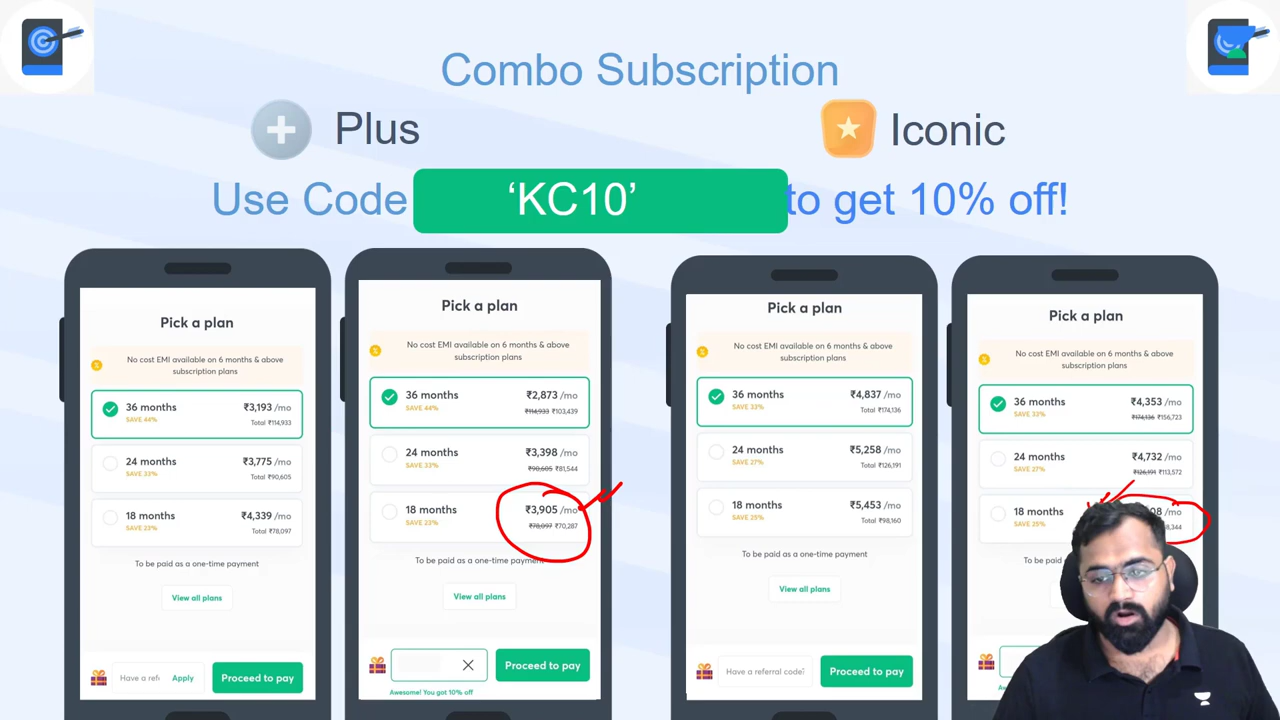 Combo Subscription
Plus
Iconic
Use Code ‘KC10’ to get 10% off!
Pick a plan
No cost EMI available on 6 months & above
subscription plans
36 months ₹3,193 /mo
SAVE 44% Total ₹114,933
24 months ₹3,775 /mo
SAVE 33% Total ₹90,605
18 months ₹4,339 /mo
SAVE 23% Total ₹78,097
To be paid as a one-time payment
View all plans
Have a refe Apply Proceed to pay
Pick a plan
No cost EMI available on 6 months & above
subscription plans
36 months ₹2,873 /mo
SAVE 44% ₹114,933 ₹103,439
24 months ₹3,398 /mo
SAVE 33% ₹90,605 ₹81,544
18 months ₹3,905 /mo
SAVE 23% ₹78,097 ₹70,287
To be paid as a one-time payment
View all plans
Proceed to pay
Awesome! You got 10% off
Pick a plan
No cost EMI available on 6 months & above
subscription plans
36 months ₹4,837 /mo
SAVE 33% Total ₹174,136
24 months ₹5,258 /mo
SAVE 27% Total ₹126,191
18 months ₹5,453 /mo
SAVE 25% Total ₹98,160
To be paid as a one-time payment
View all plans
Have a referral code? Proceed to pay
Pick a plan
No cost EMI available on 6 months & above
subscription plans
36 months ₹4,353 /mo
SAVE 33% ₹174,136 ₹156,723
24 months ₹4,732 /mo
SAVE 27% ₹126,191 ₹113,572
18 months /mo
SAVE 25%
To be pa